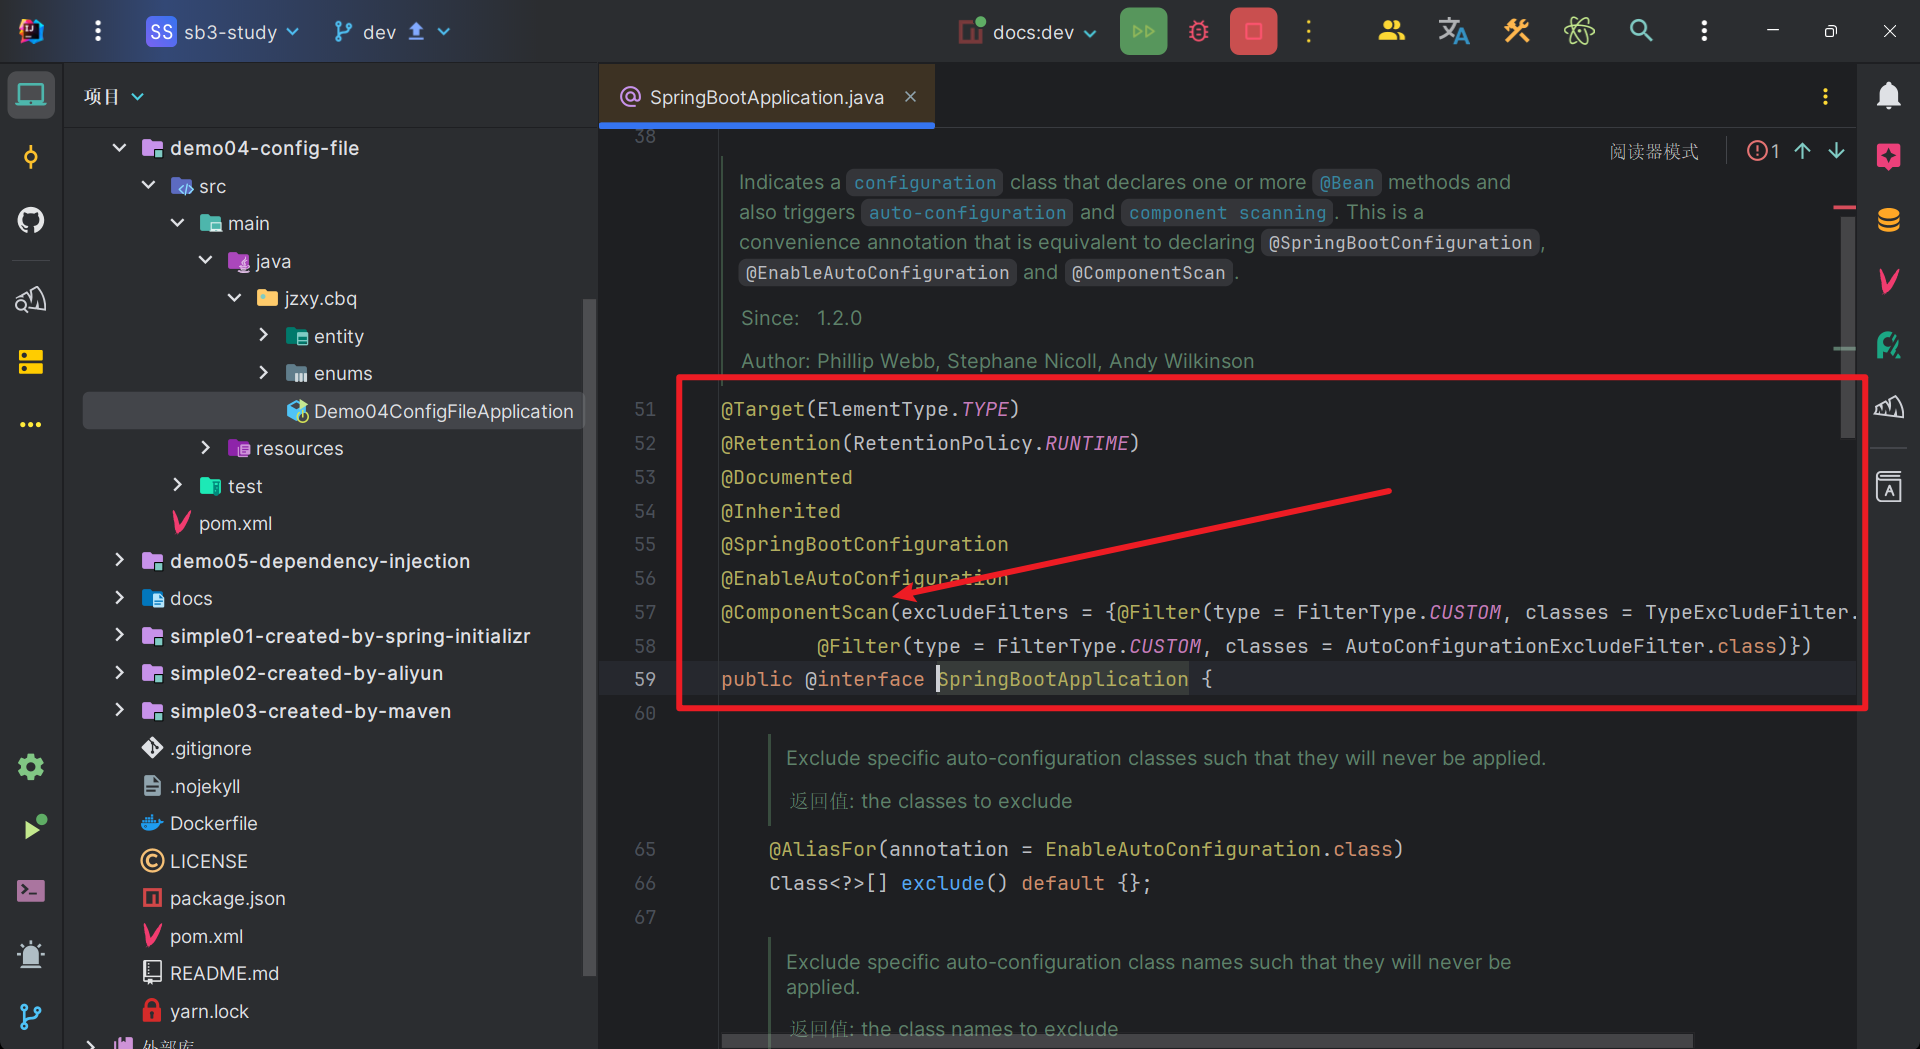 SS sb3-study dev docs:dev
项目
SpringBootApplication.java
demo04-config-file
src
main
java
jzxy.cbq
entity
enums
Demo04ConfigFileApplication
resources
test
pom.xml
demo05-dependency-injection
docs
simple01-created-by-spring-initializr
simple02-created-by-aliyun
simple03-created-by-maven
.gitignore
.nojekyll
Dockerfile
LICENSE
package.json
pom.xml
README.md
yarn.lock
外部库
38
阅读器模式 1
Indicates a configuration class that declares one or more @Bean methods and
also triggers auto-configuration and component scanning. This is a
convenience annotation that is equivalent to declaring @SpringBootConfiguration,
@EnableAutoConfiguration and @ComponentScan.
Since: 1.2.0
Author: Phillip Webb, Stephane Nicoll, Andy Wilkinson
51 @Target(ElementType.TYPE)
52 @Retention(RetentionPolicy.RUNTIME)
53 @Documented
54 @Inherited
55 @SpringBootConfiguration
56 @EnableAutoConfiguration
57 @ComponentScan(excludeFilters = {@Filter(type = FilterType.CUSTOM, classes = TypeExcludeFilter.
58 @Filter(type = FilterType.CUSTOM, classes = AutoConfigurationExcludeFilter.class)})
59 public @interface SpringBootApplication {
60
Exclude specific auto-configuration classes such that they will never be applied.
返回值: the classes to exclude
65 @AliasFor(annotation = EnableAutoConfiguration.class)
66 Class<?>[] exclude() default {};
67
Exclude specific auto-configuration class names such that they will never be
applied.
返回值: the class names to exclude